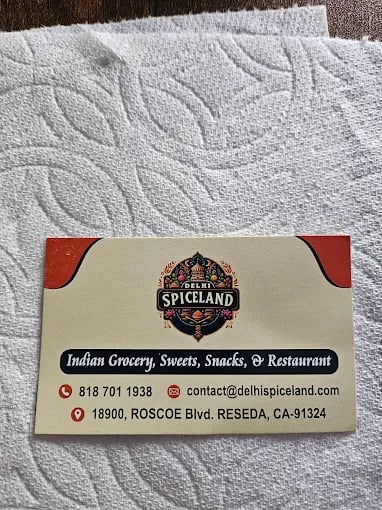 DELHI
SPICELAND
Indian Grocery, Sweets, Snacks, & Restaurant
818 701 1938 contact@delhispiceland.com
18900, ROSCOE Blvd. RESEDA, CA-91324